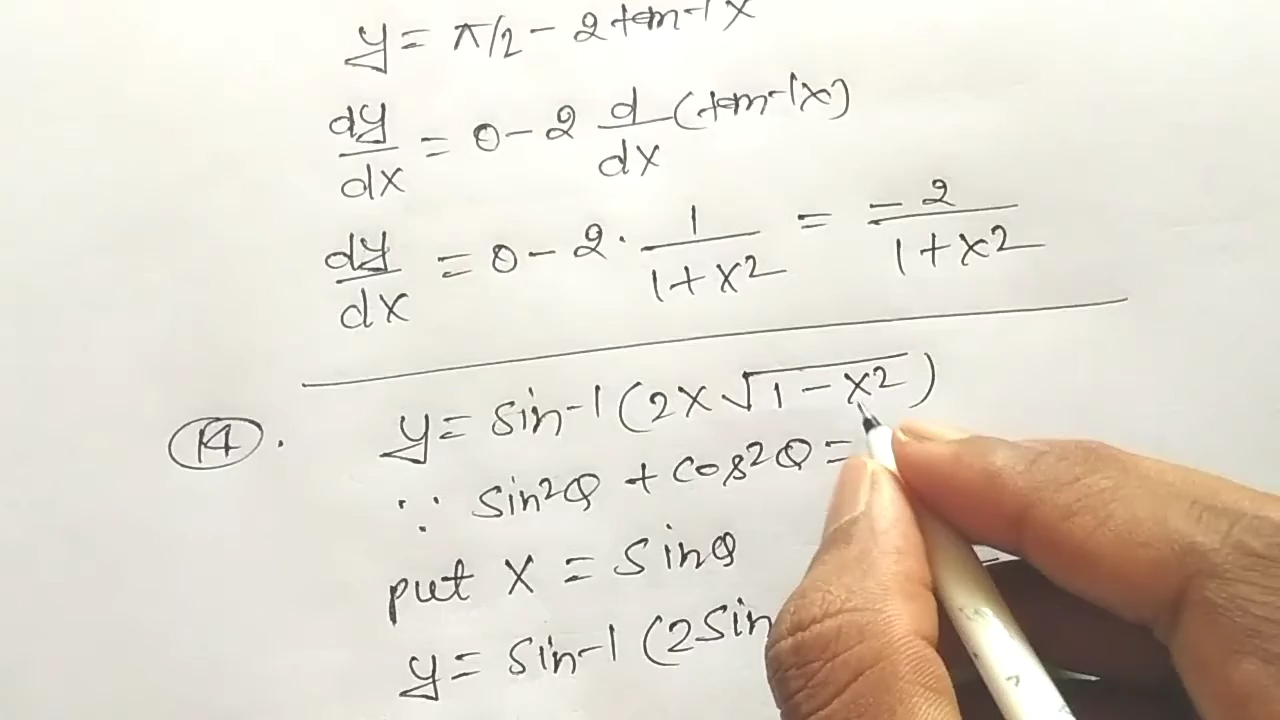 y = π/2 - 2 tan-1 x
dy/dx = 0 - 2 d/dx (tan-1x)
dy/dx = 0 - 2 · 1/1+x2 = -2/1+x2
14. y = sin-1 (2x √1-x2)
∵ sin2θ + cos2θ =
put x = sinθ
y = sin-1 (2sin